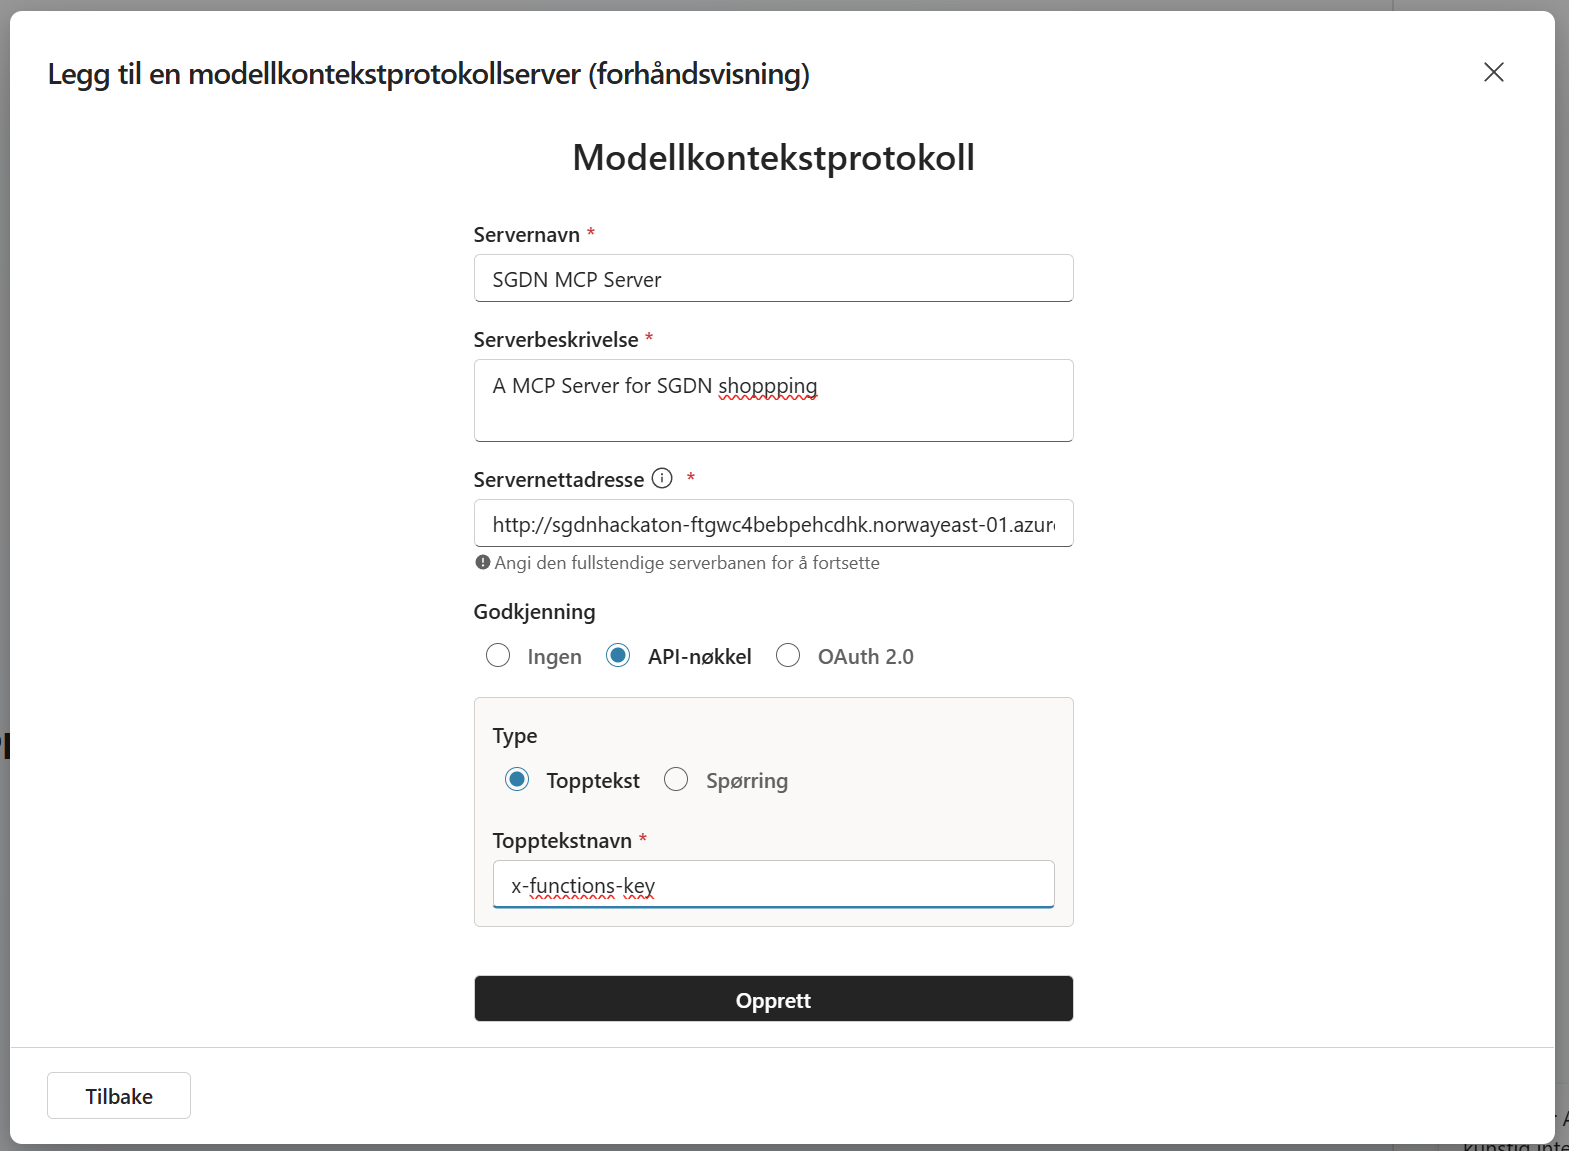 Legg til en modellkontekstprotokollserver (forhåndsvisning)
Modellkontekstprotokoll
Servernavn *
SGDN MCP Server
Serverbeskrivelse *
A MCP Server for SGDN shoppping
Servernettadresse *
http://sgdnhackaton-ftgwc4bebpehcdhk.norwayeast-01.azur
Angi den fullstendige serverbanen for å fortsette
Godkjenning
Ingen API-nøkkel OAuth 2.0
Type
Topptekst Spørring
Topptekstnavn *
x-functions-key
Opprett
Tilbake